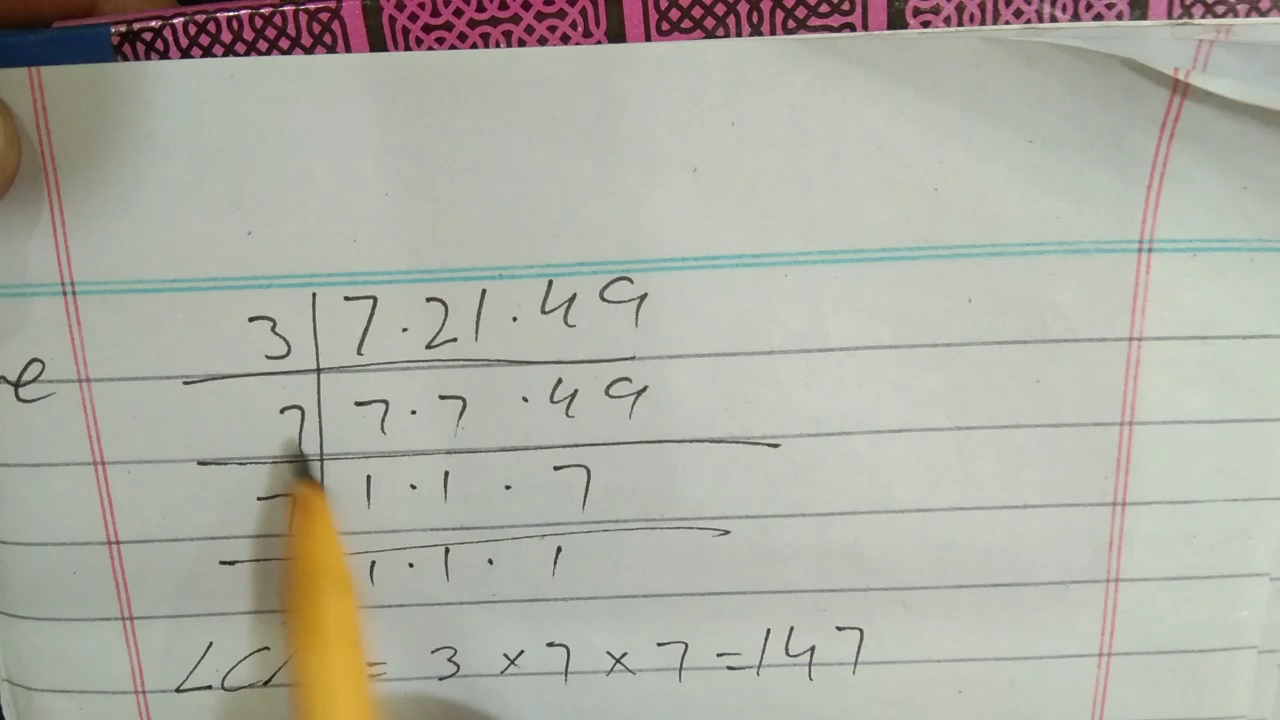 e
3 | 7 . 21 . 49
7 | 7 . 7 . 49
7 | 1 . 1 . 7
1 . 1 . 1
= 3 × 7 × 7 = 147